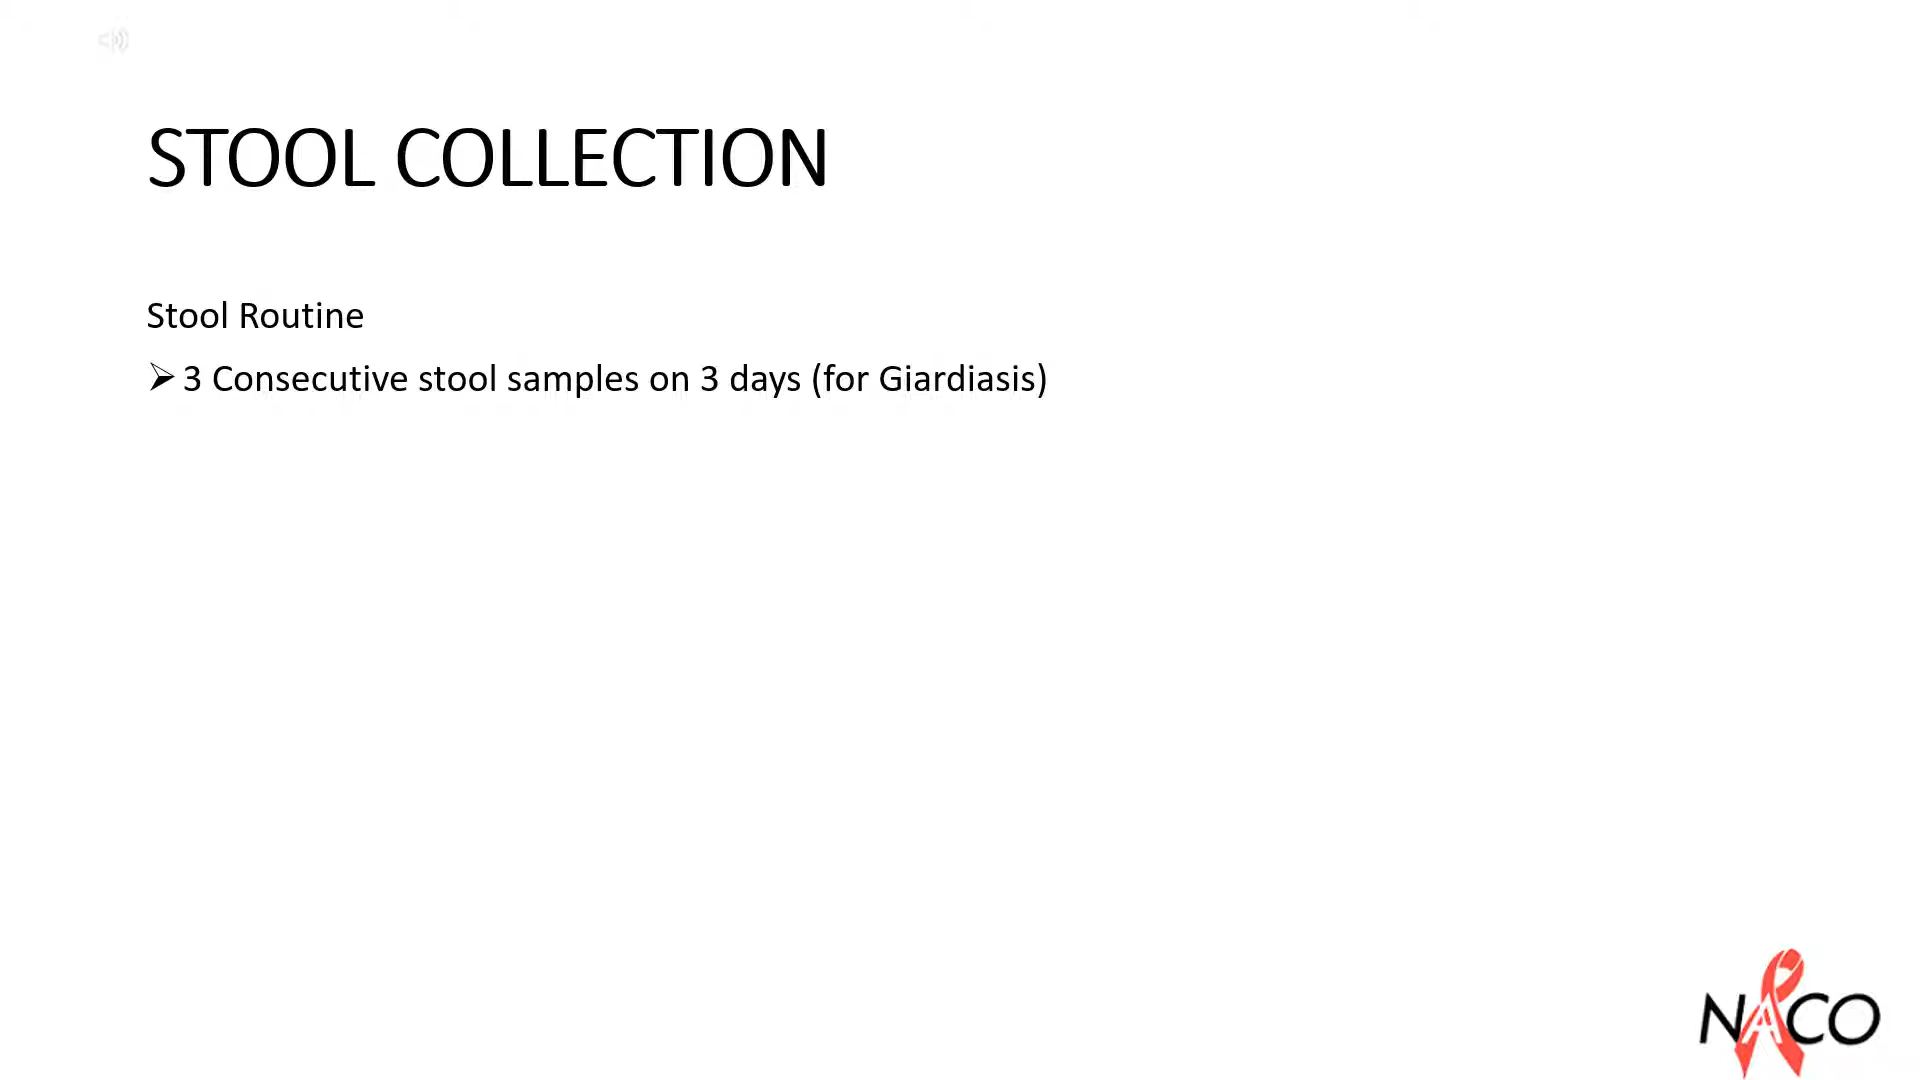 STOOL COLLECTION
Stool Routine
➢ 3 Consecutive stool samples on 3 days (for Giardiasis)
NACO